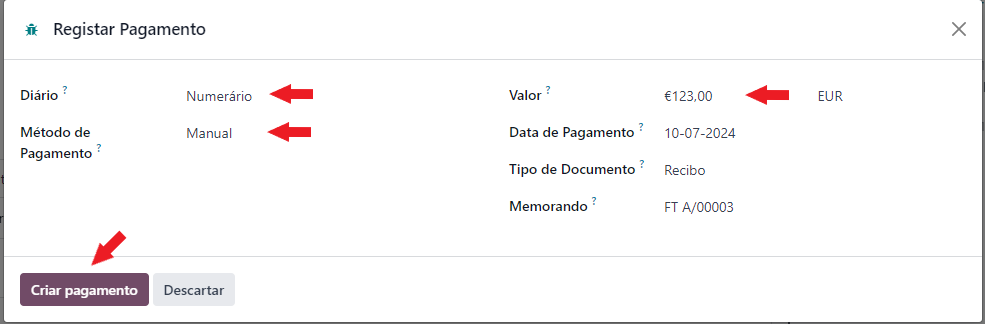 Registar Pagamento
Diário ?
Numerário
Valor ?
€123,00
EUR
Método de
Pagamento ?
Manual
Data de Pagamento ?
10-07-2024
Tipo de Documento ?
Recibo
Memorando ?
FT A/00003
Criar pagamento
Descartar